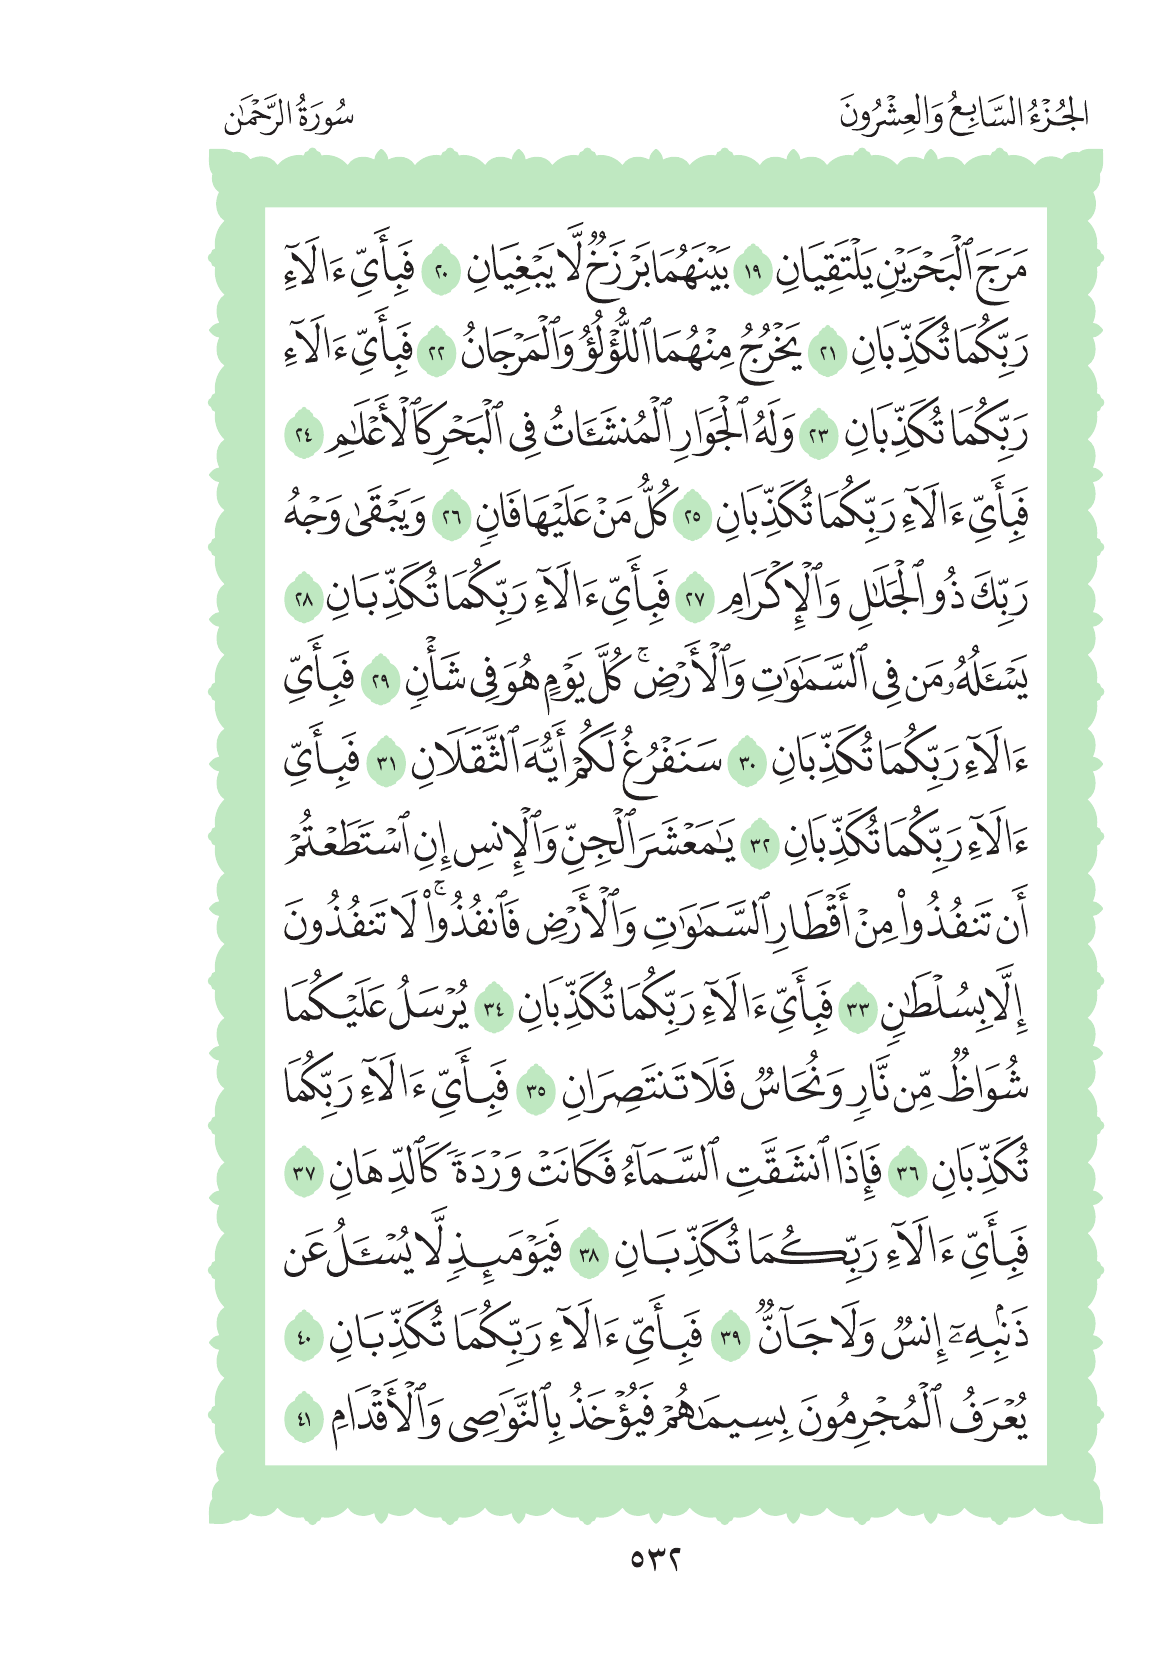 الجُزْءُ السَّابِعُ وَالعِشْرُونَ
سُورَةُ الرَّحْمَٰن
مَرَجَ ٱلْبَحْرَيْنِ يَلْتَقِيَانِ ١٩ بَيْنَهُمَا بَرْزَخٌ لَّا يَبْغِيَانِ ٢٠ فَبِأَيِّ ءَالَآءِ
رَبِّكُمَا تُكَذِّبَانِ ٢١ يَخْرُجُ مِنْهُمَا ٱللُّؤْلُؤُ وَٱلْمَرْجَانُ ٢٢ فَبِأَيِّ ءَالَآءِ
رَبِّكُمَا تُكَذِّبَانِ ٢٣ وَلَهُ ٱلْجَوَارِ ٱلْمُنشَـَٔاتُ فِى ٱلْبَحْرِ كَٱلْأَعْلَٰمِ ٢٤
فَبِأَيِّ ءَالَآءِ رَبِّكُمَا تُكَذِّبَانِ ٢٥ كُلُّ مَنْ عَلَيْهَا فَانٍ ٢٦ وَيَبْقَىٰ وَجْهُ
رَبِّكَ ذُو ٱلْجَلَٰلِ وَٱلْإِكْرَامِ ٢٧ فَبِأَيِّ ءَالَآءِ رَبِّكُمَا تُكَذِّبَانِ ٢٨
يَسْـَٔلُهُۥ مَن فِى ٱلسَّمَٰوَٰتِ وَٱلْأَرْضِ ۚ كُلَّ يَوْمٍ هُوَ فِى شَأْنٍ ٢٩ فَبِأَيِّ
ءَالَآءِ رَبِّكُمَا تُكَذِّبَانِ ٣٠ سَنَفْرُغُ لَكُمْ أَيُّهَ ٱلثَّقَلَانِ ٣١ فَبِأَيِّ
ءَالَآءِ رَبِّكُمَا تُكَذِّبَانِ ٣٢ يَٰمَعْشَرَ ٱلْجِنِّ وَٱلْإِنسِ إِنِ ٱسْتَطَعْتُمْ
أَن تَنفُذُوا۟ مِنْ أَقْطَارِ ٱلسَّمَٰوَٰتِ وَٱلْأَرْضِ فَٱنفُذُوا۟ ۚ لَا تَنفُذُونَ
إِلَّا بِسُلْطَٰنٍ ٣٣ فَبِأَيِّ ءَالَآءِ رَبِّكُمَا تُكَذِّبَانِ ٣٤ يُرْسَلُ عَلَيْكُمَا
شُوَاظٌ مِّن نَّارٍ وَنُحَاسٌ فَلَا تَنتَصِرَانِ ٣٥ فَبِأَيِّ ءَالَآءِ رَبِّكُمَا
تُكَذِّبَانِ ٣٦ فَإِذَا ٱنشَقَّتِ ٱلسَّمَآءُ فَكَانَتْ وَرْدَةً كَٱلدِّهَانِ ٣٧
فَبِأَيِّ ءَالَآءِ رَبِّكُمَا تُكَذِّبَانِ ٣٨ فَيَوْمَئِذٍ لَّا يُسْـَٔلُ عَن
ذَنۢبِهِۦٓ إِنسٌ وَلَا جَآنٌّ ٣٩ فَبِأَيِّ ءَالَآءِ رَبِّكُمَا تُكَذِّبَانِ ٤٠
يُعْرَفُ ٱلْمُجْرِمُونَ بِسِيمَٰهُمْ فَيُؤْخَذُ بِٱلنَّوَٰصِى وَٱلْأَقْدَامِ ٤١
٥٣٢